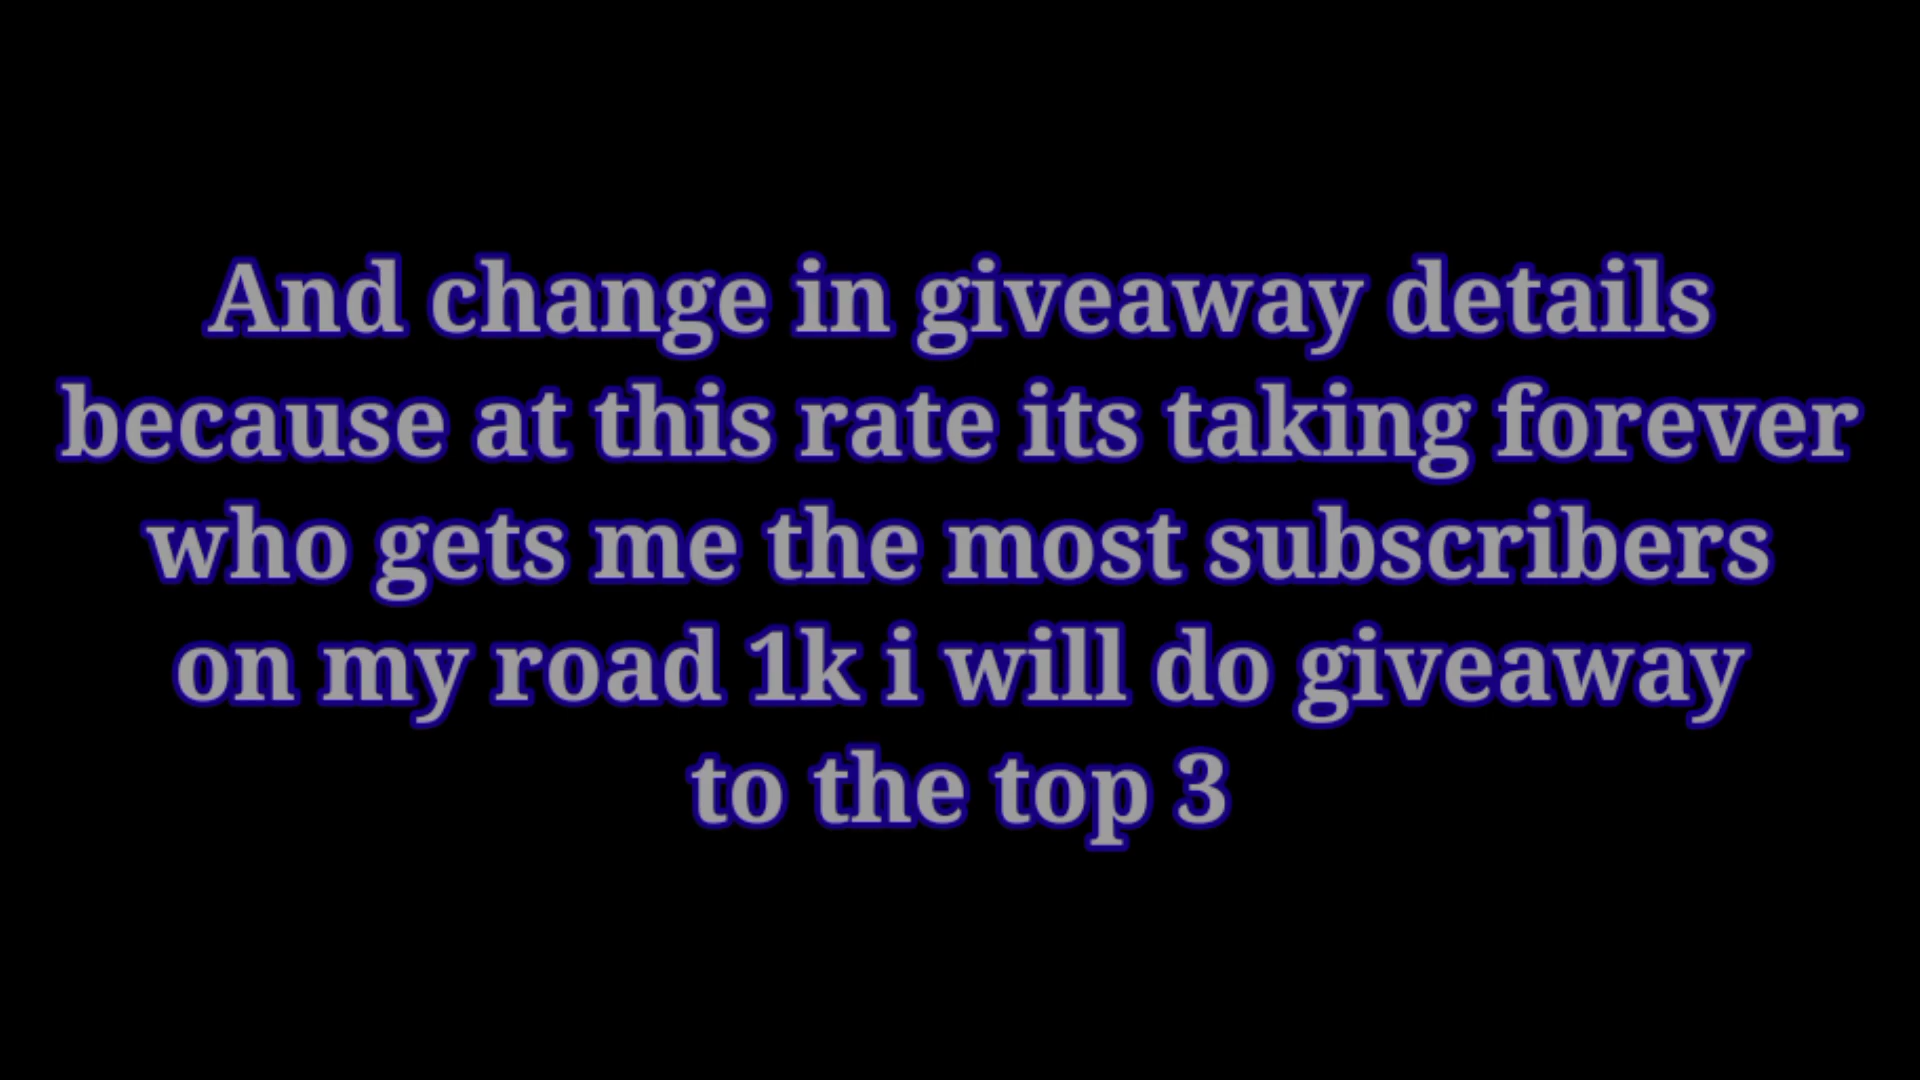 And change in giveaway details
because at this rate its taking forever
who gets me the most subscribers
on my road 1k i will do giveaway
to the top 3